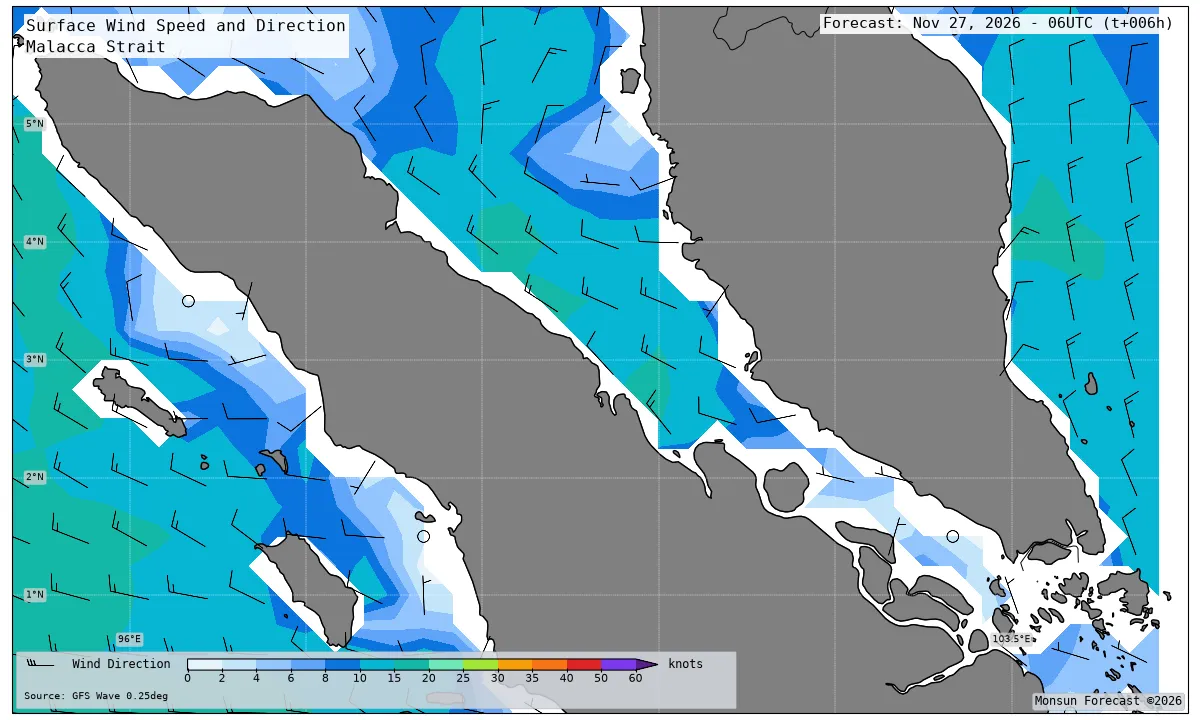 Surface Wind Speed and Direction
Malacca Strait
Forecast: Nov 27, 2026 - 06UTC (t+006h)
5°N
4°N
3°N
2°N
1°N
96°E
103.5°E
Wind Direction
0 2 4 6 8 10 15 20 25 30 35 40 50 60
knots
Source: GFS Wave 0.25deg
Monsun Forecast ©2026